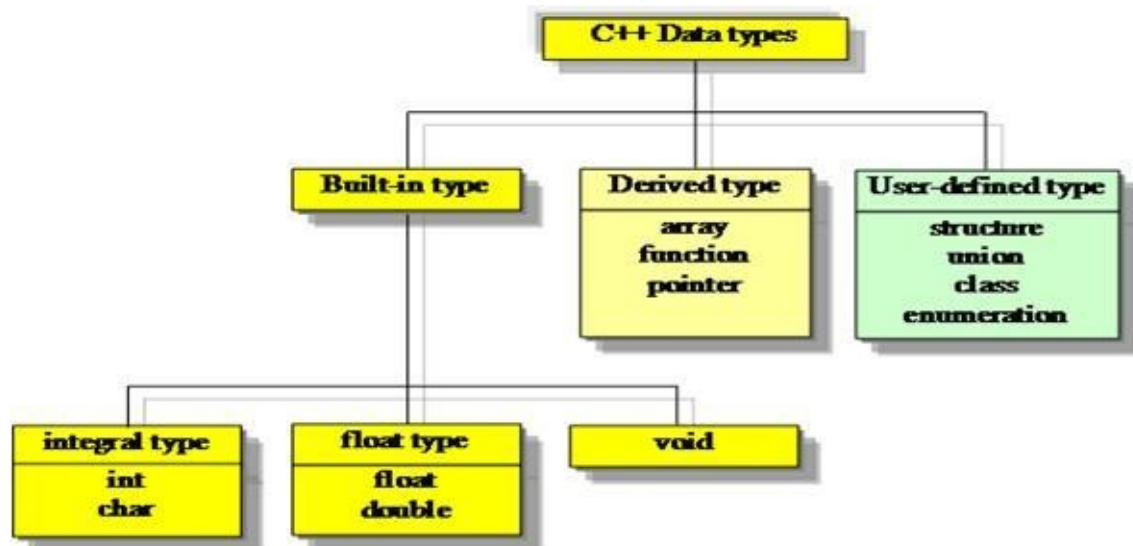 C++ Data types
Built-in type
Derived type
array
function
pointer
User-defined type
structure
union
class
enumeration
integral type
int
char
float type
float
double
void